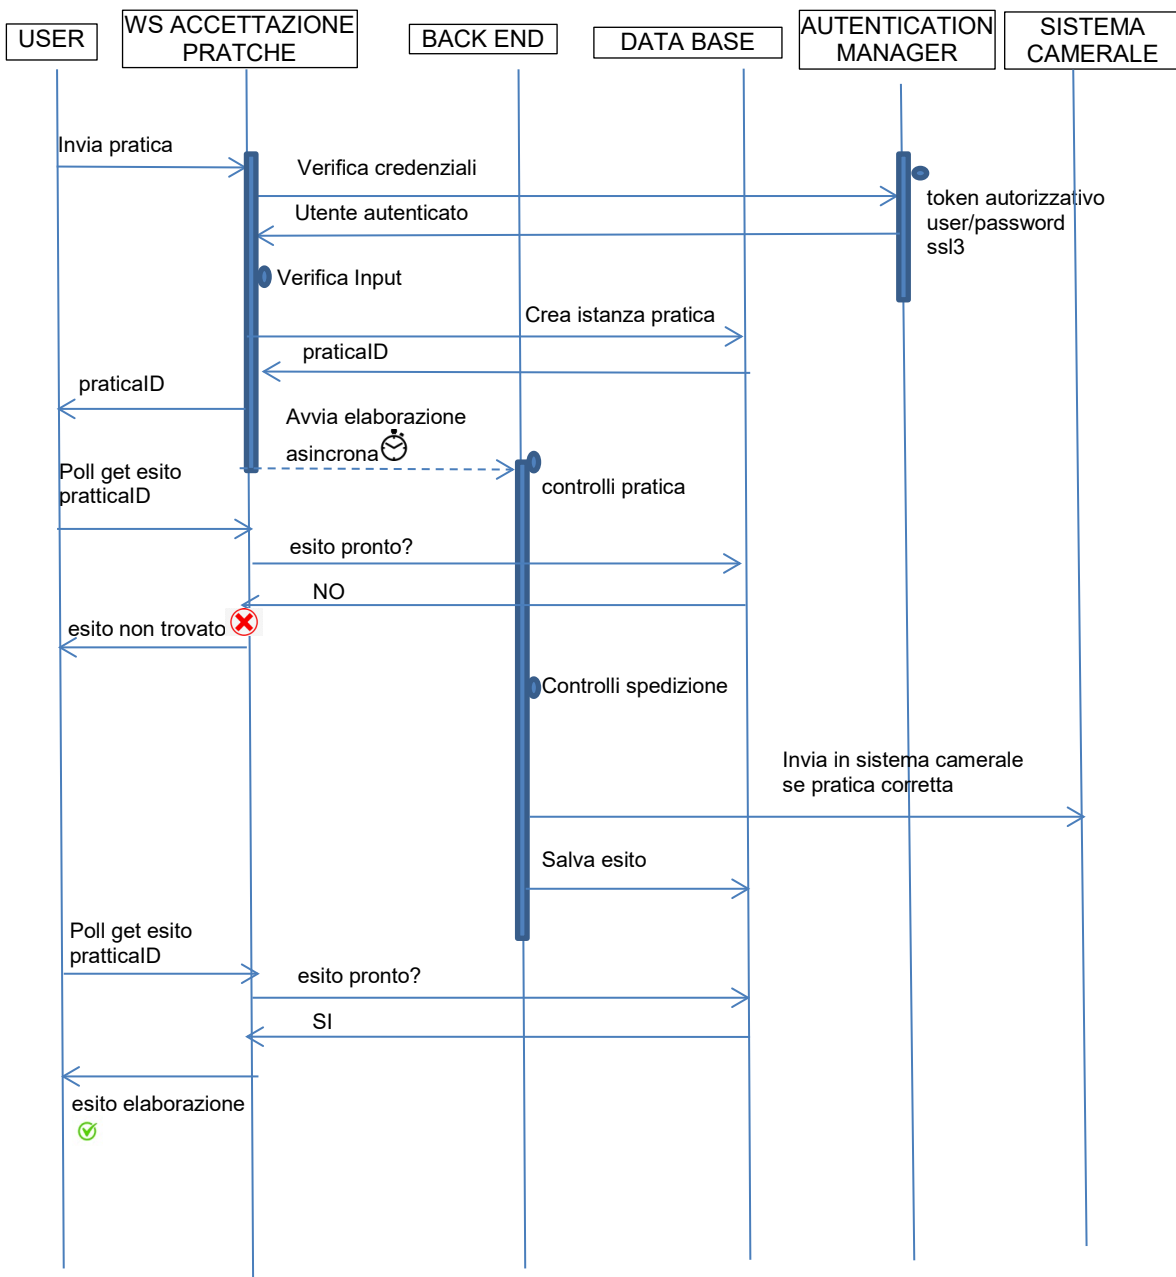 USER
WS ACCETTAZIONE
PRATCHE
BACK END
DATA BASE
AUTENTICATION
MANAGER
SISTEMA
CAMERALE
Invia pratica
Verifica credenziali
token autorizzativo
user/password
ssl3
Utente autenticato
Verifica Input
Crea istanza pratica
praticaID
praticaID
Avvia elaborazione
asincrona
Poll get esito
pratticaID
controlli pratica
esito pronto?
NO
esito non trovato
Controlli spedizione
Invia in sistema camerale
se pratica corretta
Salva esito
Poll get esito
pratticaID
esito pronto?
SI
esito elaborazione